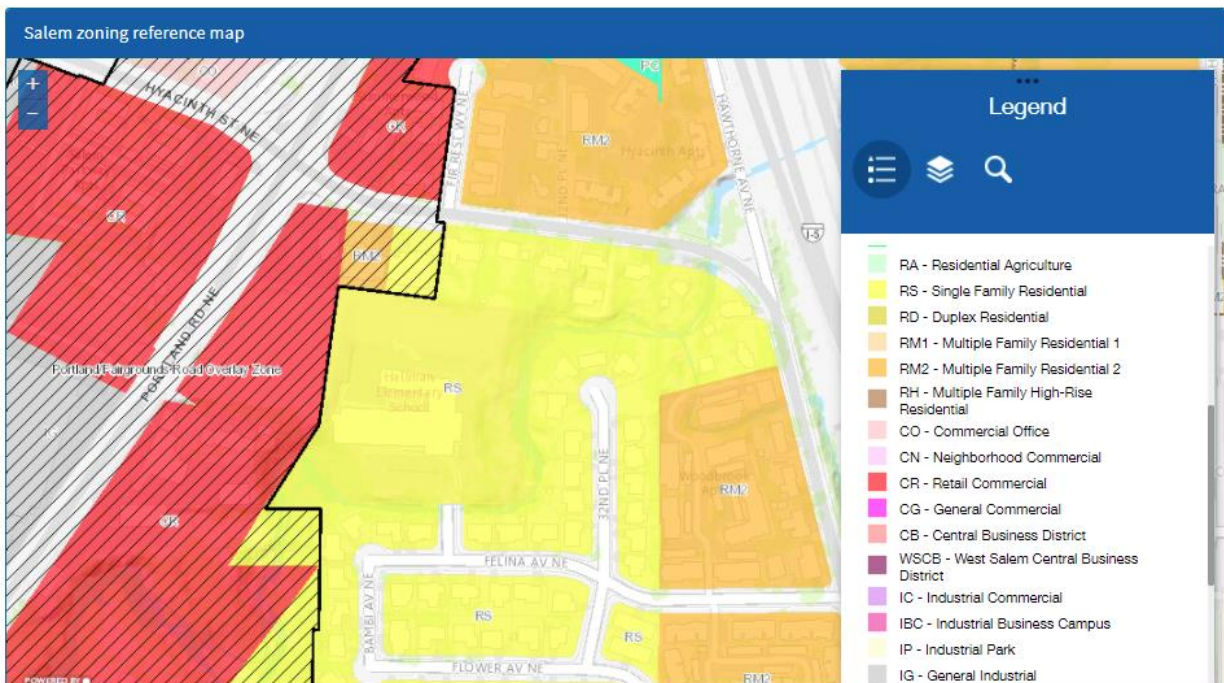 Salem zoning reference map
+
−
HYACINTH ST NE
CO
CR
FIR RESL WY NE
RM2
Hyacinth Apts
HAWTHORNE AV NE
I-5
CR
RM2
PORTLAND RD NE
Portland/Fairgrounds Road Overlay Zone
Hallman
Elementary
School
RS
32ND PL NE
RM2
CR
FELINA AV NE
BAMBI AV NE
RS
RS
FLOWER AV NE
RM2
POWERED BY
Legend
RA - Residential Agriculture
RS - Single Family Residential
RD - Duplex Residential
RM1 - Multiple Family Residential 1
RM2 - Multiple Family Residential 2
RH - Multiple Family High-Rise
Residential
CO - Commercial Office
CN - Neighborhood Commercial
CR - Retail Commercial
CG - General Commercial
CB - Central Business District
WSCB - West Salem Central Business
District
IC - Industrial Commercial
IBC - Industrial Business Campus
IP - Industrial Park
IG - General Industrial